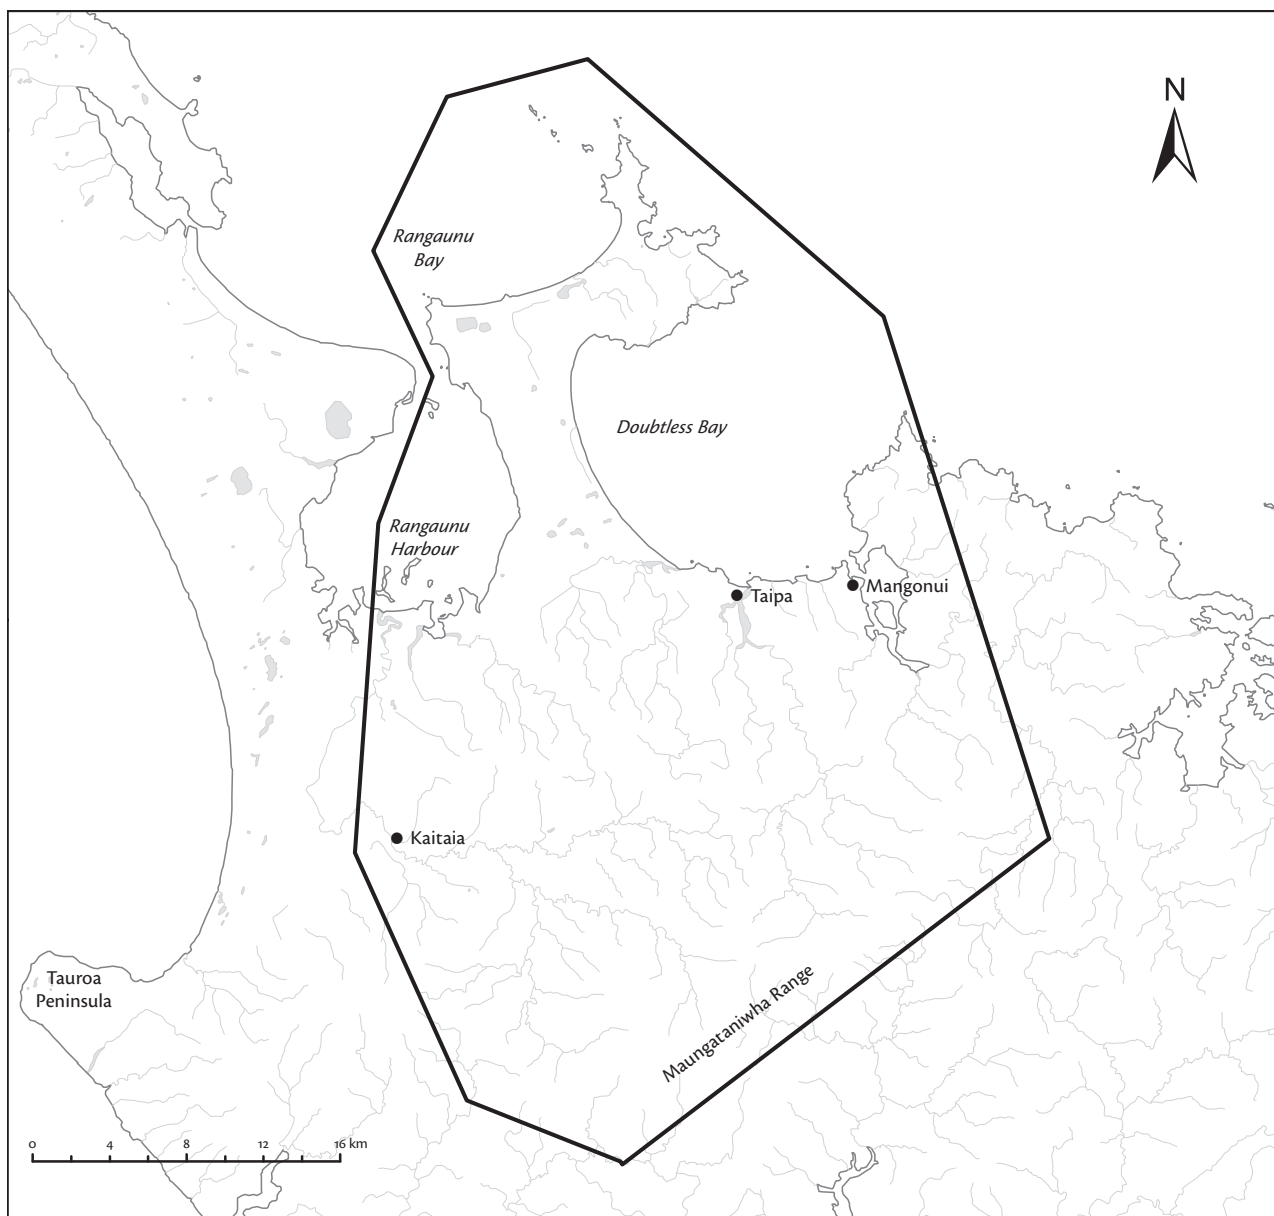 N
Rangaunu
Bay
Doubtless Bay
Rangaunu
Harbour
Taipa
Mangonui
Kaitaia
Tauroa
Peninsula
Maungataniwha Range
0 4 8 12 16 km